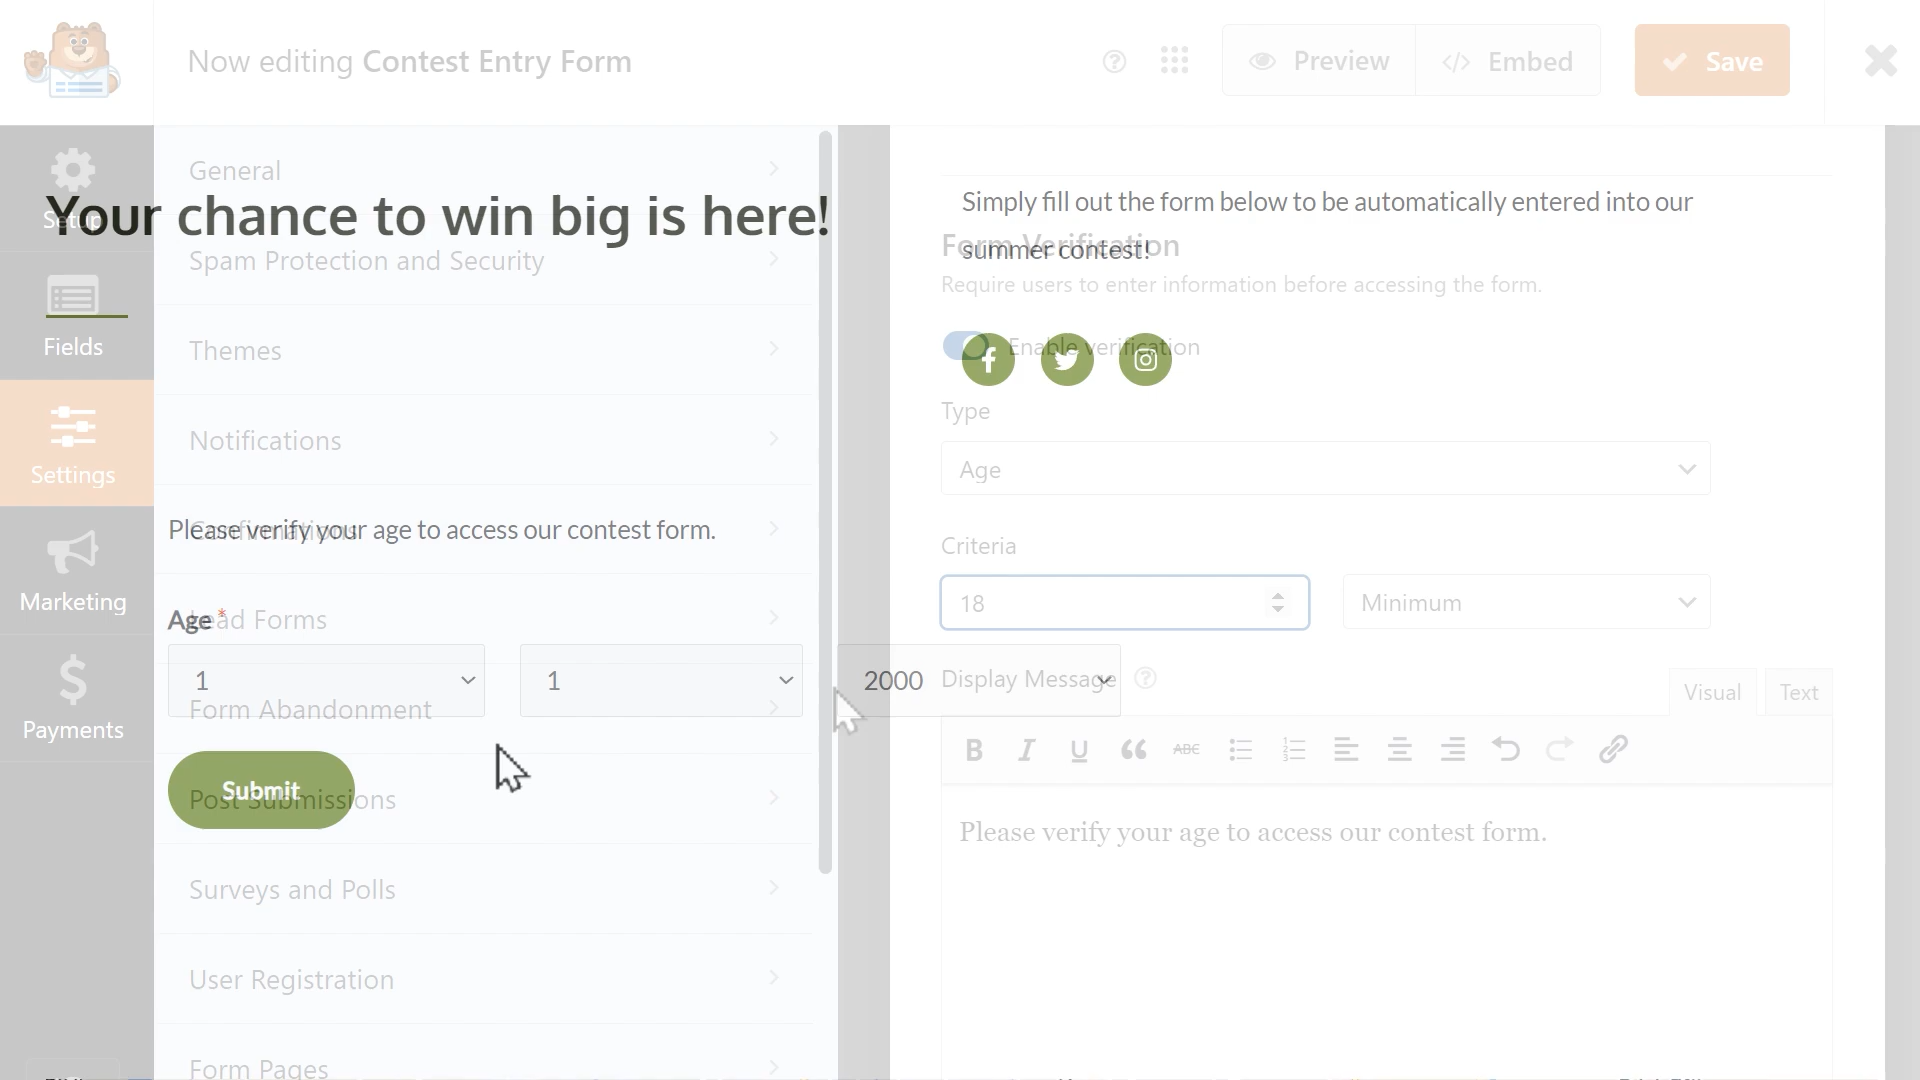 Now editing Contest Entry Form
Preview
Embed
Save
Setup
Fields
Settings
Marketing
Payments
General
Spam Protection and Security
Themes
Notifications
Confirmations
Lead Forms
Form Abandonment
Post Submissions
Surveys and Polls
User Registration
Form Pages
Your chance to win big is here!
Please verify your age to access our contest form.
Age *
1
1
2000
Submit
Simply fill out the form below to be automatically entered into our
summer contest!
Form Verification
Require users to enter information before accessing the form.
Enable verification
Type
Age
Criteria
18
Minimum
Display Message
Visual
Text
B I U ABC
Please verify your age to access our contest form.